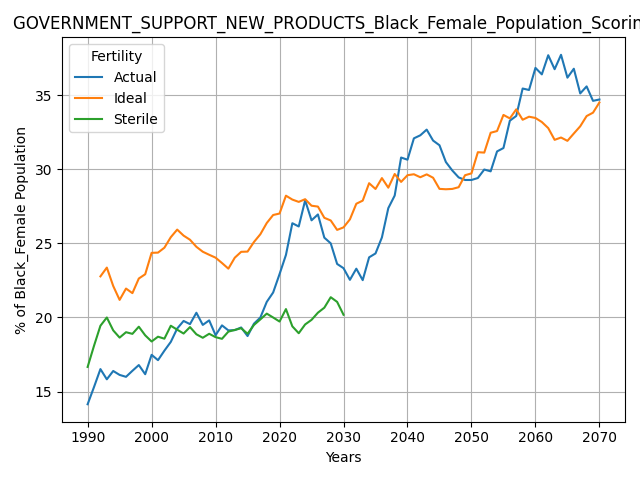 GOVERNMENT_SUPPORT_NEW_PRODUCTS_Black_Female_Population_Scorin
Fertility
Actual
Ideal
Sterile
% of Black_Female Population
35
30
25
20
15
1990
2000
2010
2020
2030
2040
2050
2060
2070
Years